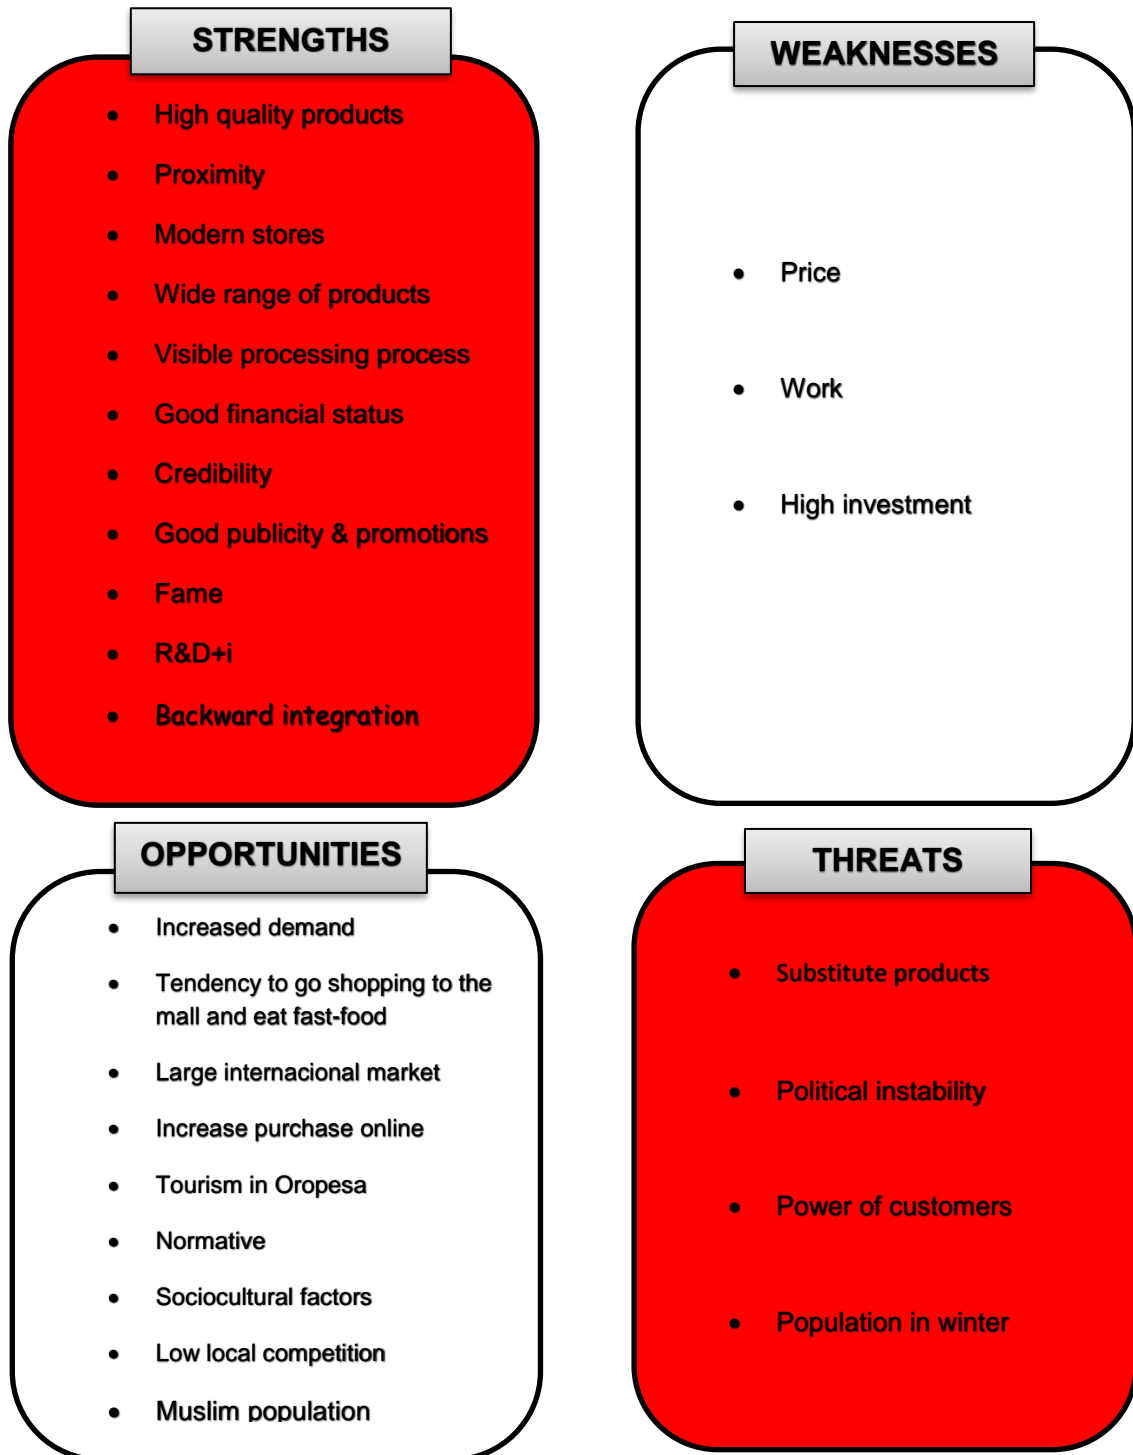 STRENGTHS
• High quality products
• Proximity
• Modern stores
• Wide range of products
• Visible processing process
• Good financial status
• Credibility
• Good publicity & promotions
• Fame
• R&D+i
• Backward integration
WEAKNESSES
• Price
• Work
• High investment
OPPORTUNITIES
• Increased demand
• Tendency to go shopping to the
mall and eat fast-food
• Large internacional market
• Increase purchase online
• Tourism in Oropesa
• Normative
• Sociocultural factors
• Low local competition
• Muslim population
THREATS
• Substitute products
• Political instability
• Power of customers
• Population in winter